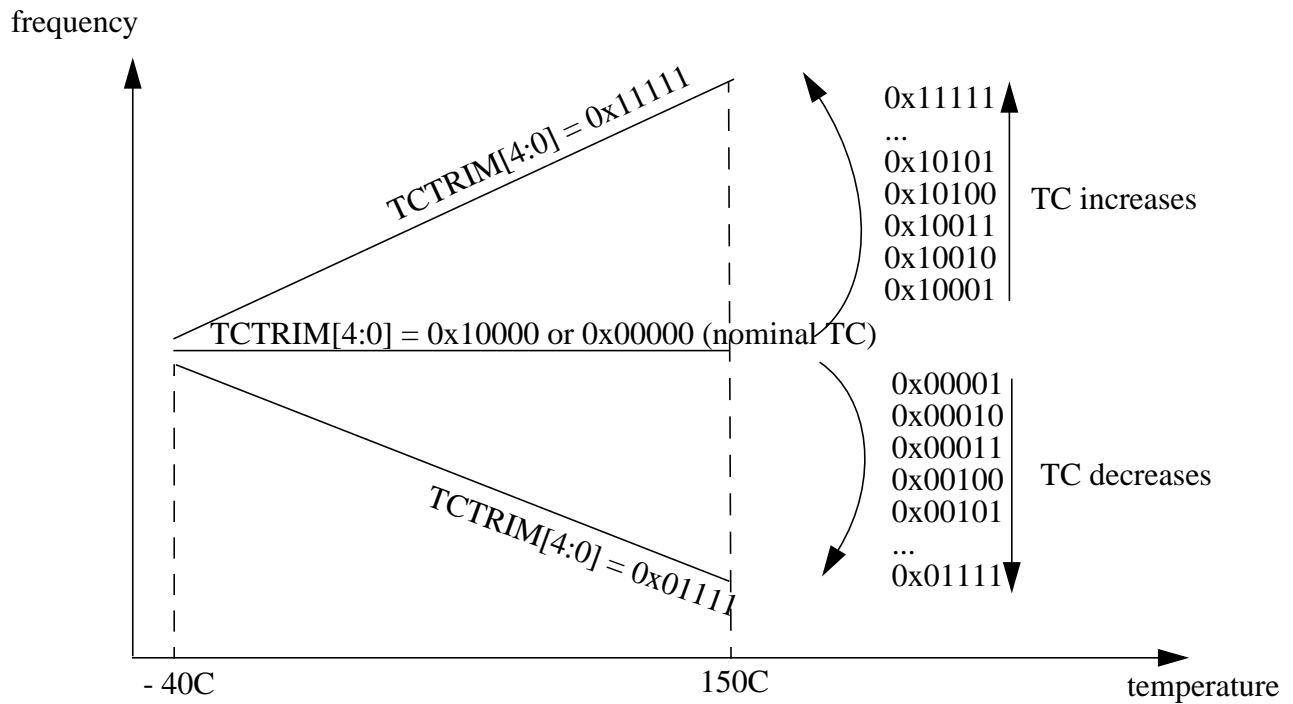 frequency
TCTRIM[4:0] = 0x11111
0x11111
...
0x10101
0x10100
0x10011
0x10010
0x10001
TC increases
TCTRIM[4:0] = 0x10000 or 0x00000 (nominal TC)
0x00001
0x00010
0x00011
0x00100
0x00101
...
0x01111
TC decreases
TCTRIM[4:0] = 0x01111
- 40C
150C
temperature